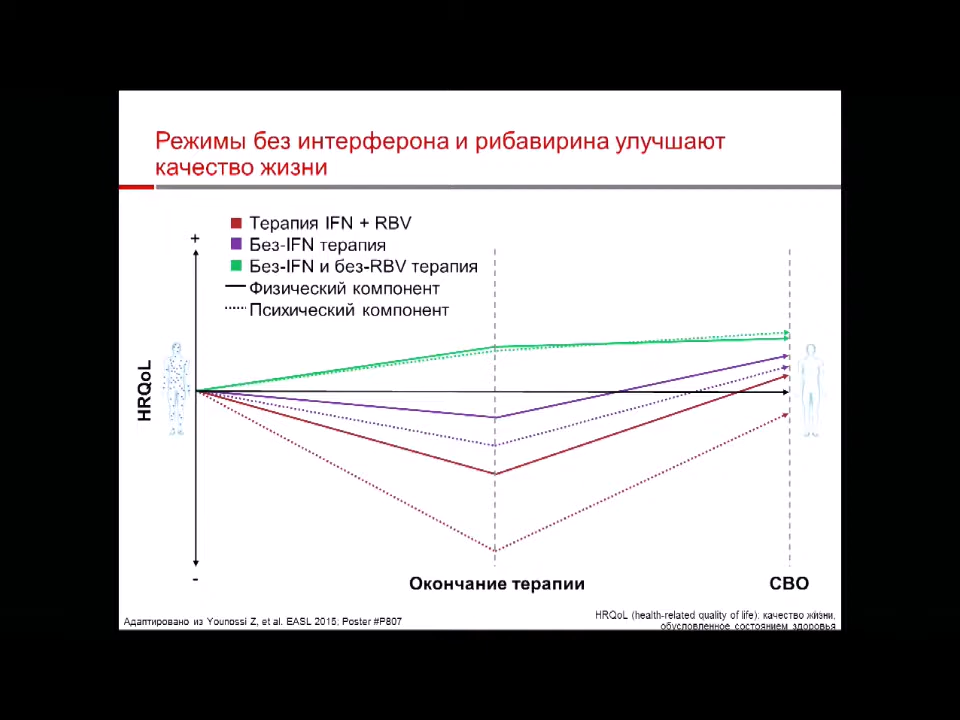 Режимы без интерферона и рибавирина улучшают
качество жизни
Терапия IFN + RBV
Без-IFN терапия
Без-IFN и без-RBV терапия
Физический компонент
Психический компонент
+
HRQoL
-
Окончание терапии
СВО
Адаптировано из Younossi Z, et al. EASL 2015; Poster #P807
HRQoL (health-related quality of life): качество жизни,
обусловленное состоянием здоровья